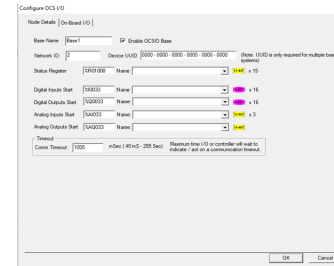 Configure OCS I/O
Node Details On-Board I/O
Base Name: Base1 Enable OCSIO Base
Network ID: 2 Device UUID 0000 - 0000 - 0000 - 0000 - 0000 - 0000 (Note: UUID is only required for multiple base systems)
Status Register %R01000 Name: x 15
Digital Inputs Start %I0033 Name: x 16
Digital Outputs Start %Q0033 Name: x 16
Analog Inputs Start %AI033 Name: x 3
Analog Outputs Start %AQ033 Name:
Timeout
Comm Timeout: 1000 mSec ( 40 mS - 255 Sec) Maximum time I/O or controller will wait to
indicate / act on a communication timeout.
OK Cancel